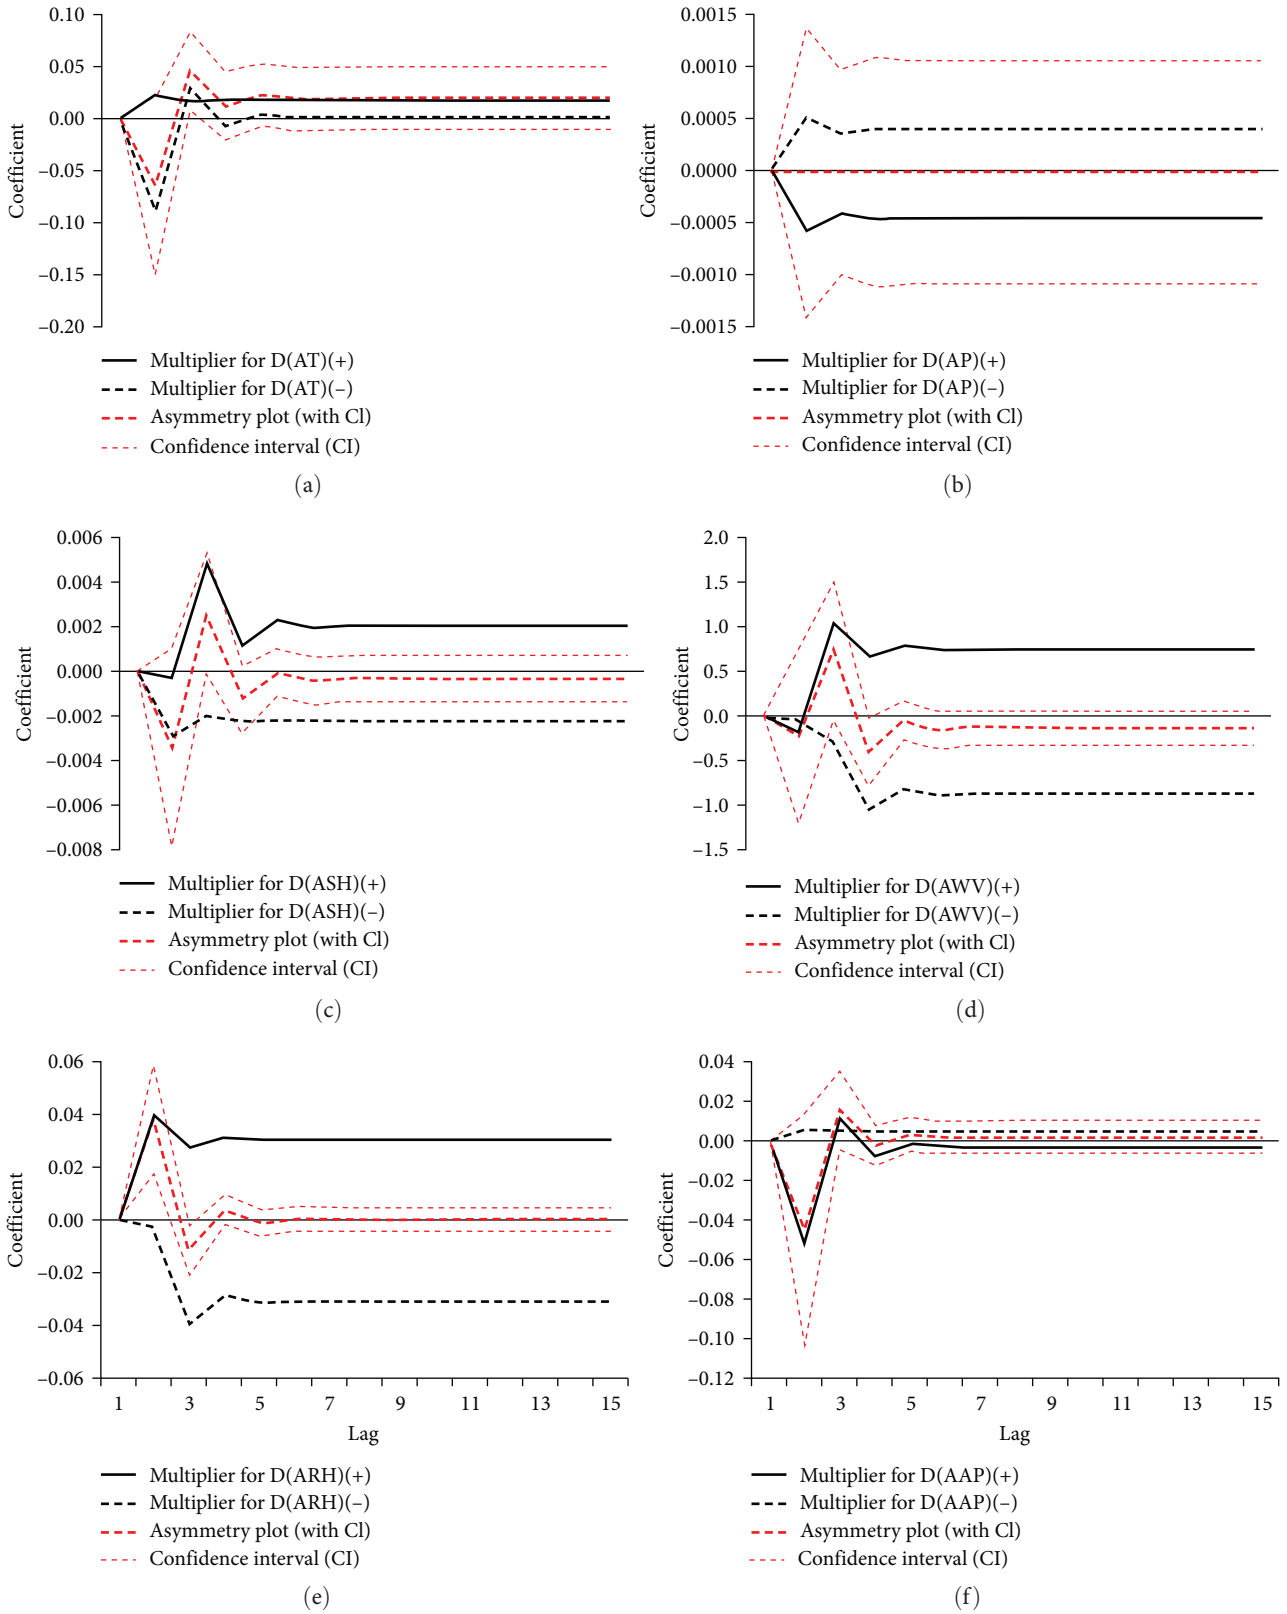 0.10
0.05
0.00
–0.05
–0.10
–0.15
–0.20
Coefficient
Multiplier for D(AT)(+)
Multiplier for D(AT)(–)
Asymmetry plot (with Cl)
Confidence interval (CI)
(a)
0.0015
0.0010
0.0005
0.0000
–0.0005
–0.0010
–0.0015
Coefficient
Multiplier for D(AP)(+)
Multiplier for D(AP)(–)
Asymmetry plot (with Cl)
Confidence interval (CI)
(b)
0.006
0.004
0.002
0.000
–0.002
–0.004
–0.006
–0.008
Coefficient
Multiplier for D(ASH)(+)
Multiplier for D(ASH)(–)
Asymmetry plot (with Cl)
Confidence interval (CI)
(c)
2.0
1.5
1.0
0.5
0.0
–0.5
–1.0
–1.5
Coefficient
Multiplier for D(AWV)(+)
Multiplier for D(AWV)(–)
Asymmetry plot (with Cl)
Confidence interval (CI)
(d)
0.06
0.04
0.02
0.00
–0.02
–0.04
–0.06
Coefficient
1 3 5 7 9 11 13 15
Lag
Multiplier for D(ARH)(+)
Multiplier for D(ARH)(–)
Asymmetry plot (with Cl)
Confidence interval (CI)
(e)
0.04
0.02
0.00
–0.02
–0.04
–0.06
–0.08
–0.10
–0.12
Coefficient
1 3 5 7 9 11 13 15
Lag
Multiplier for D(AAP)(+)
Multiplier for D(AAP)(–)
Asymmetry plot (with Cl)
Confidence interval (CI)
(f)